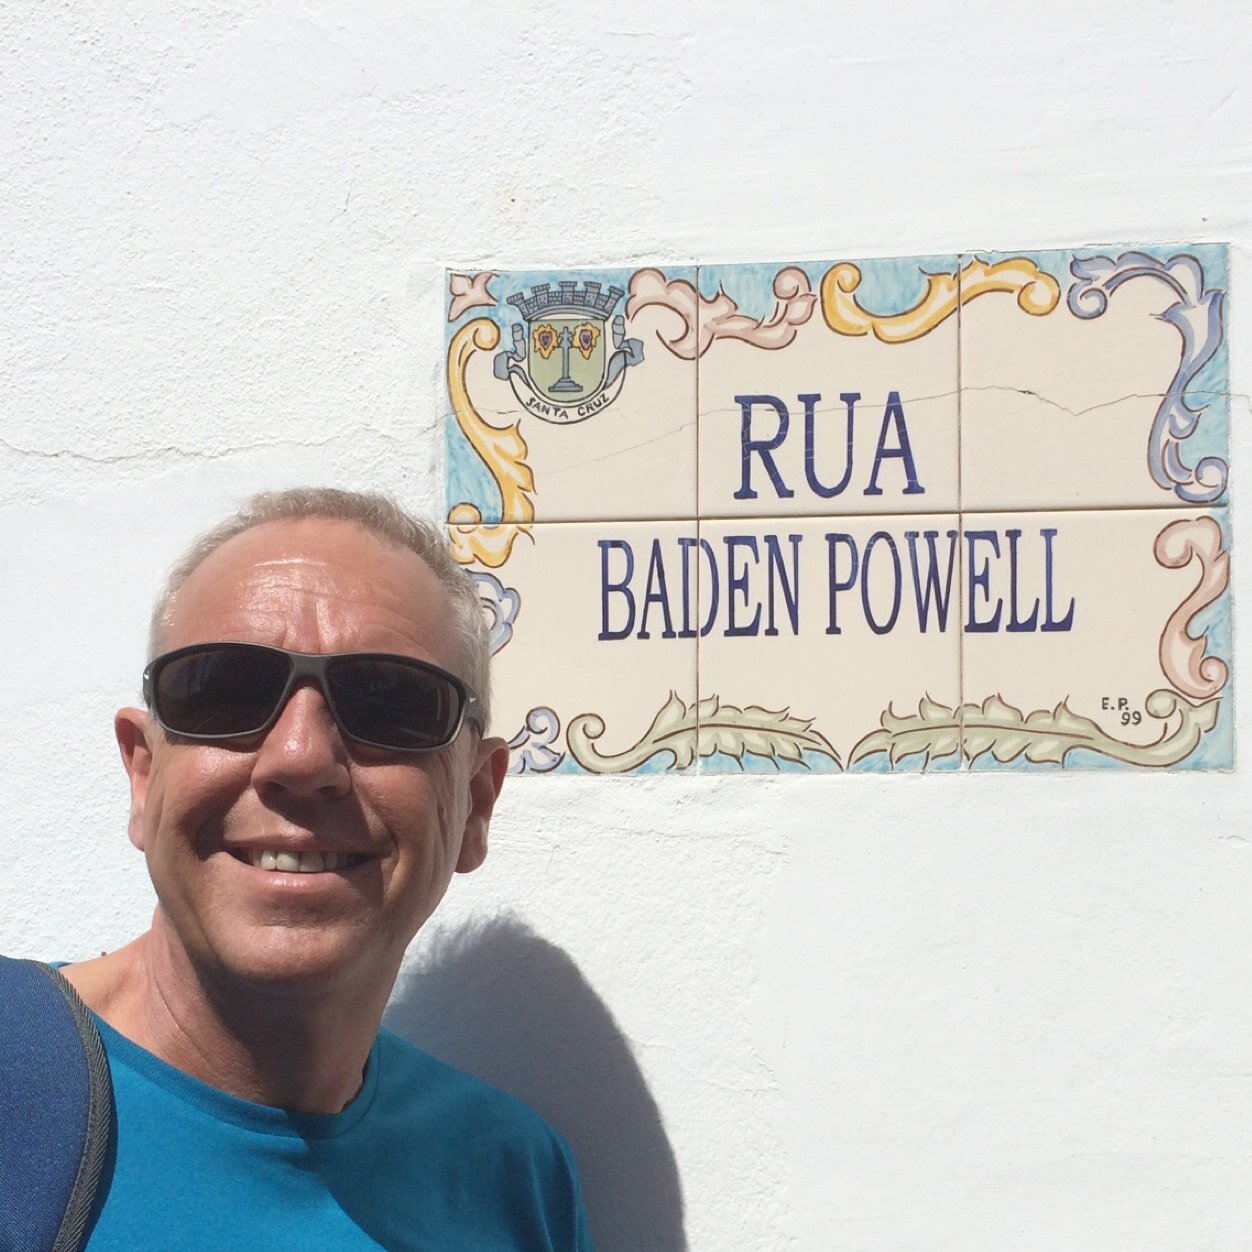 SANTA CRUZ
RUA
BADEN POWELL
E.P.
99